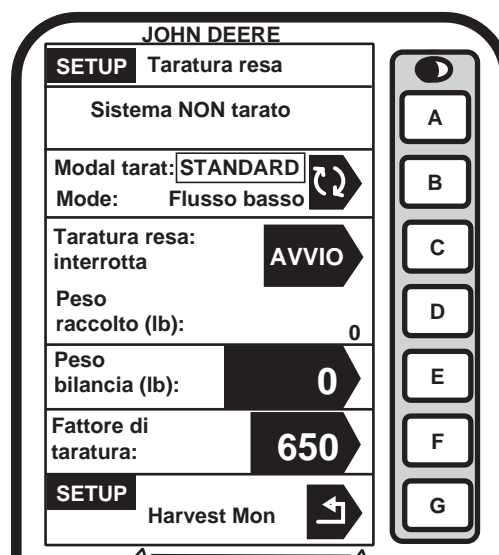 JOHN DEERE
SETUP Taratura resa
A
Sistema NON tarato
Modal tarat: STANDARD
B
Mode: Flusso basso
Taratura resa:
interrotta
AVVIO
C
Peso
raccolto (lb):
0
D
Peso
bilancia (lb):
0
E
Fattore di
taratura:
650
F
SETUP
Harvest Mon
G